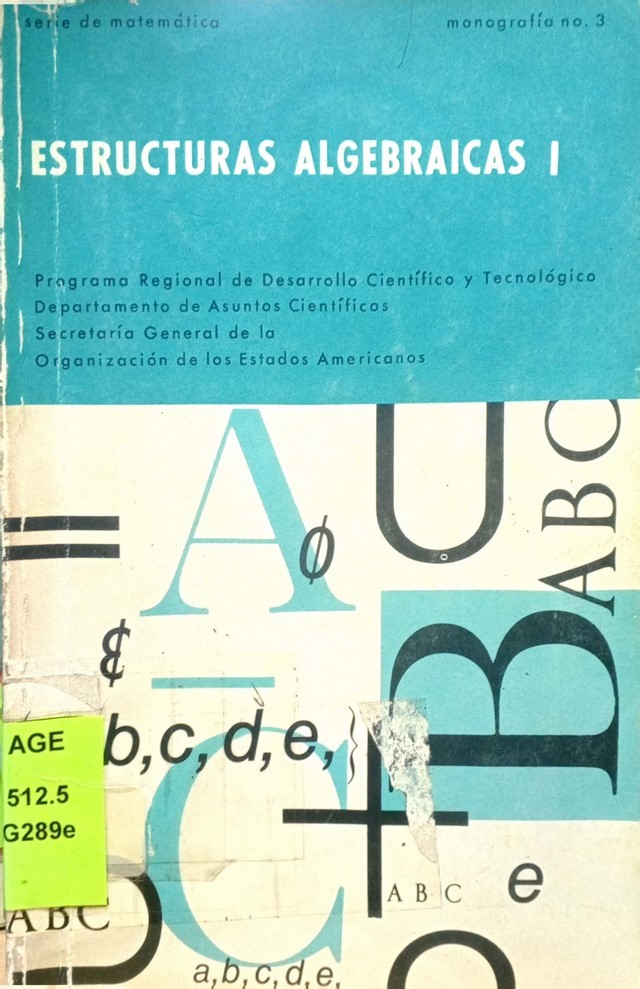 serie de matemática
monografía no. 3
ESTRUCTURAS ALGEBRAICAS I
Programa Regional de Desarrollo Científico y Tecnológico
Departamento de Asuntos Científicos
Secretaría General de la
Organización de los Estados Americanos
A
U
ABC
=
ø
B
¢
—
b,c,d,e,}
C
AGE
512.5
G289e
+
ABC
e
ABC
a,b,c,d,e,